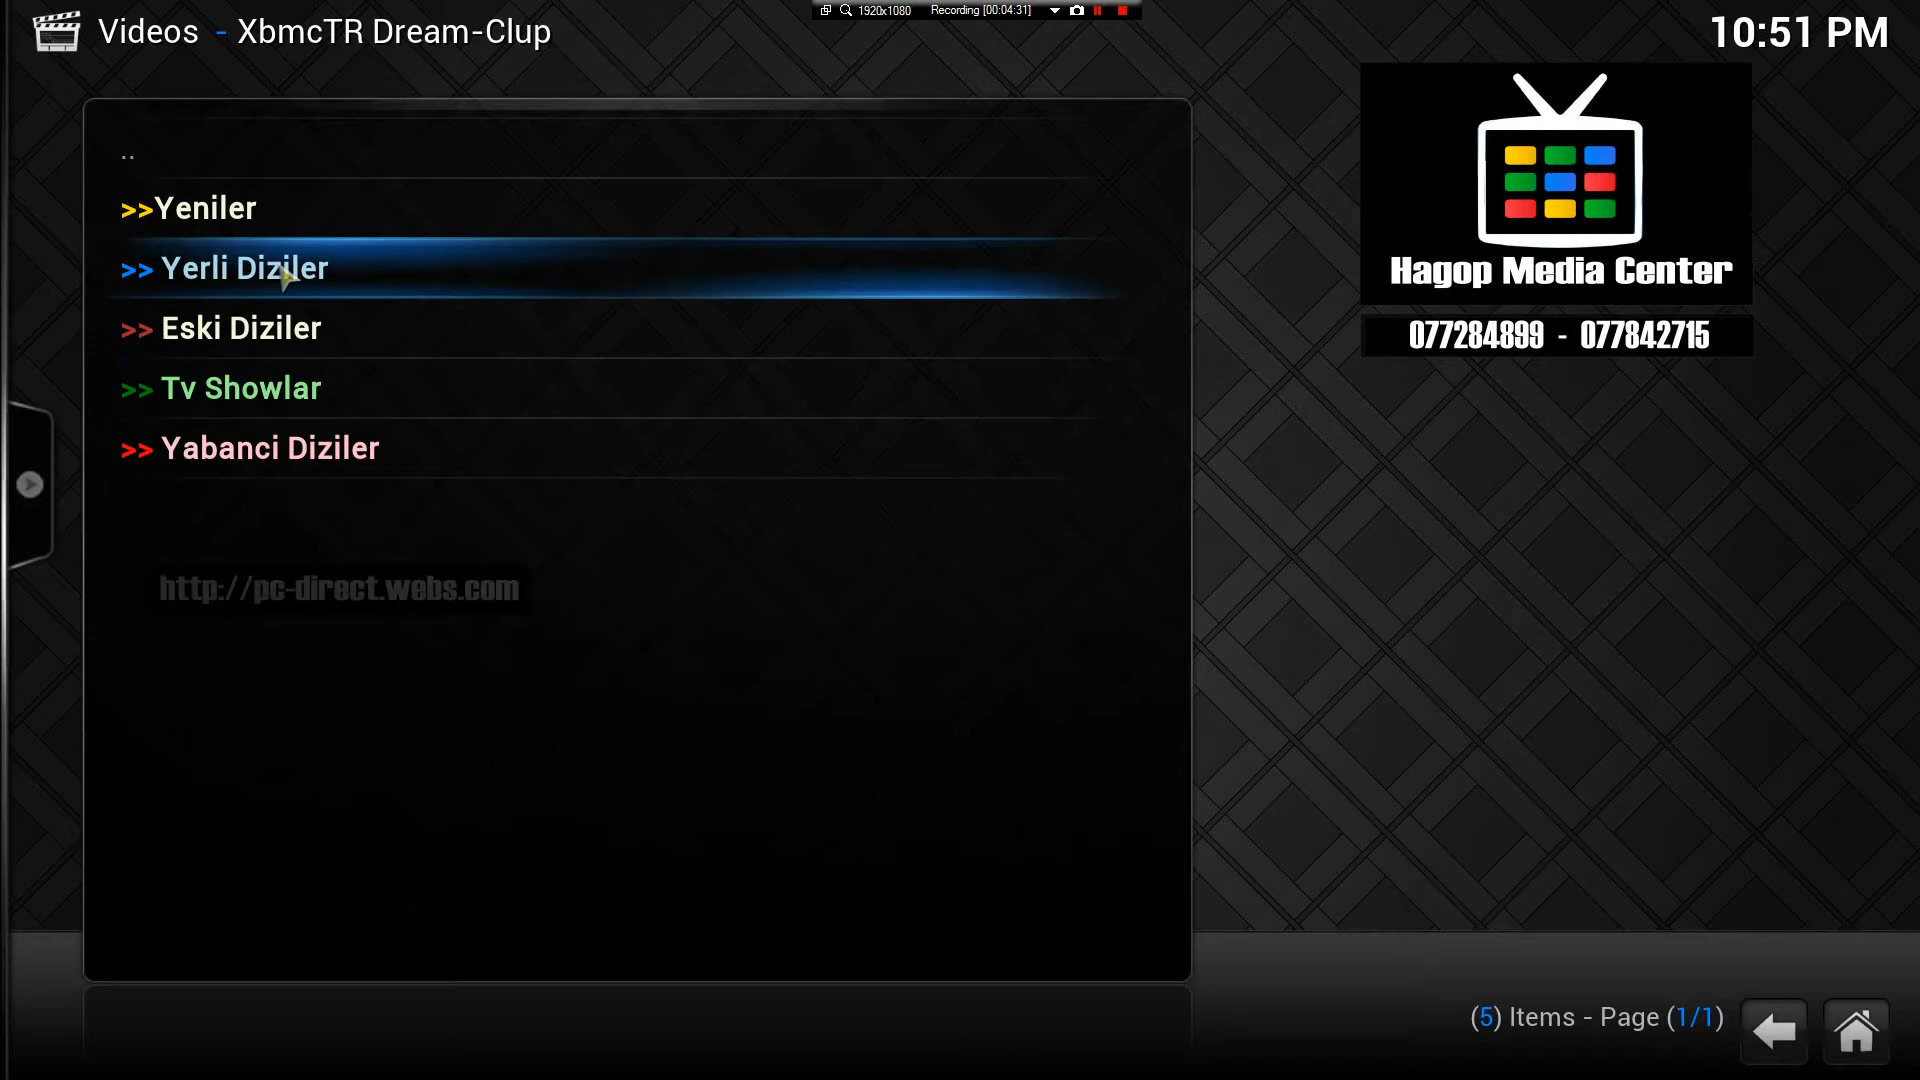 1920x1080 Recording [00:04:31]
Videos - XbmcTR Dream-Clup
10:51 PM
..
>>Yeniler
>> Yerli Diziler
>> Eski Diziler
>> Tv Showlar
>> Yabanci Diziler
http://pc-direct.webs.com
Hagop Media Center
077284899 - 077842715
(5) Items - Page (1/1)